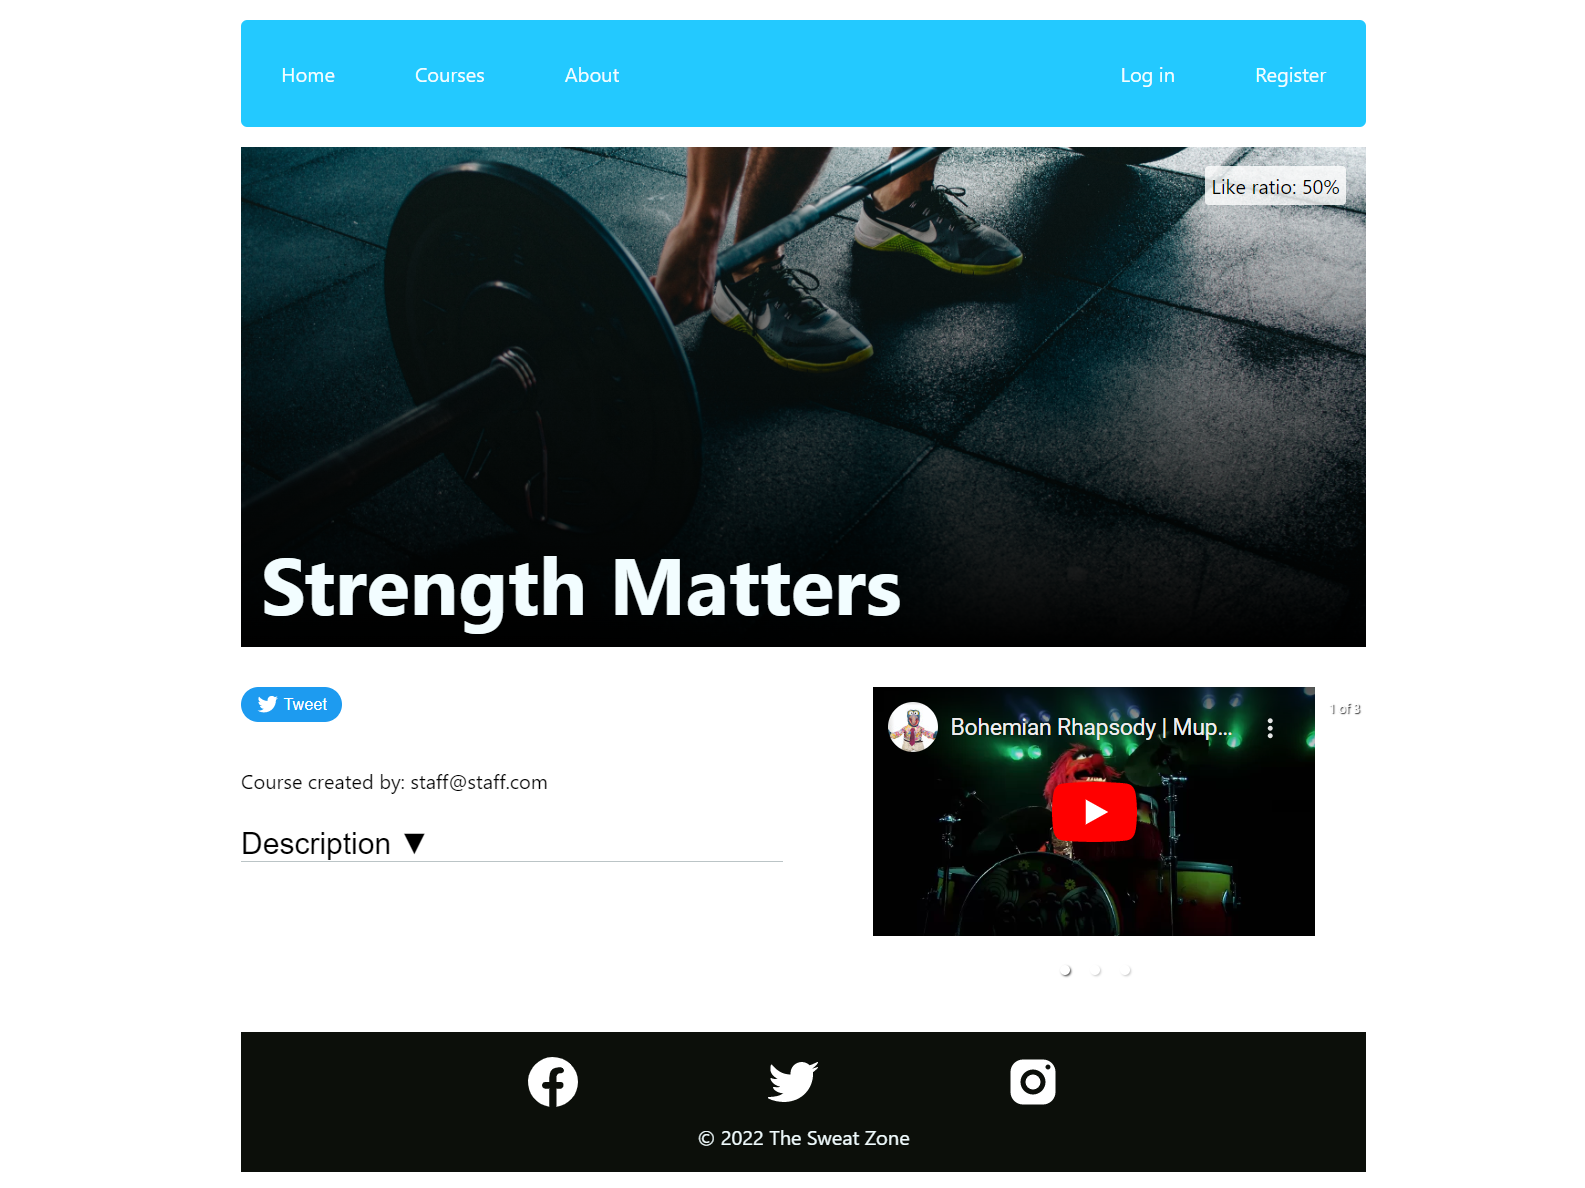 Home Courses About Log in Register
Like ratio: 50%
Strength Matters
Tweet
Bohemian Rhapsody | Mup...
1 of 3
Course created by: staff@staff.com
Description ▼
© 2022 The Sweat Zone